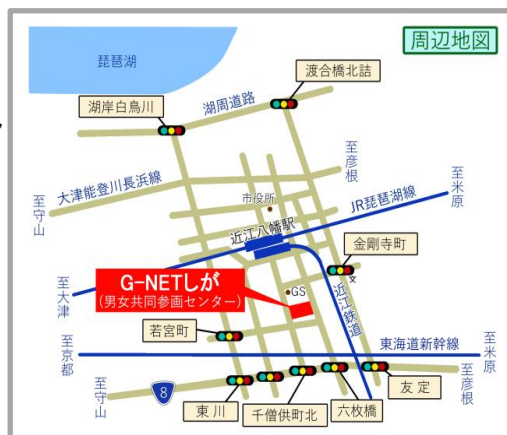 周辺地図
琵琶湖
渡合橋北詰
湖岸白鳥川
湖周道路
至彦根
至米原
大津能登川長浜線
市役所
JR琵琶湖線
至守山
近江八幡駅
金剛寺町
G-NETしが
(男女共同参画センター)
GS
文
近江鉄道
至大津
若宮町
至京都
東海道新幹線
至米原
至守山
8
東川
千僧供町北
六枚橋
友定
至彦根